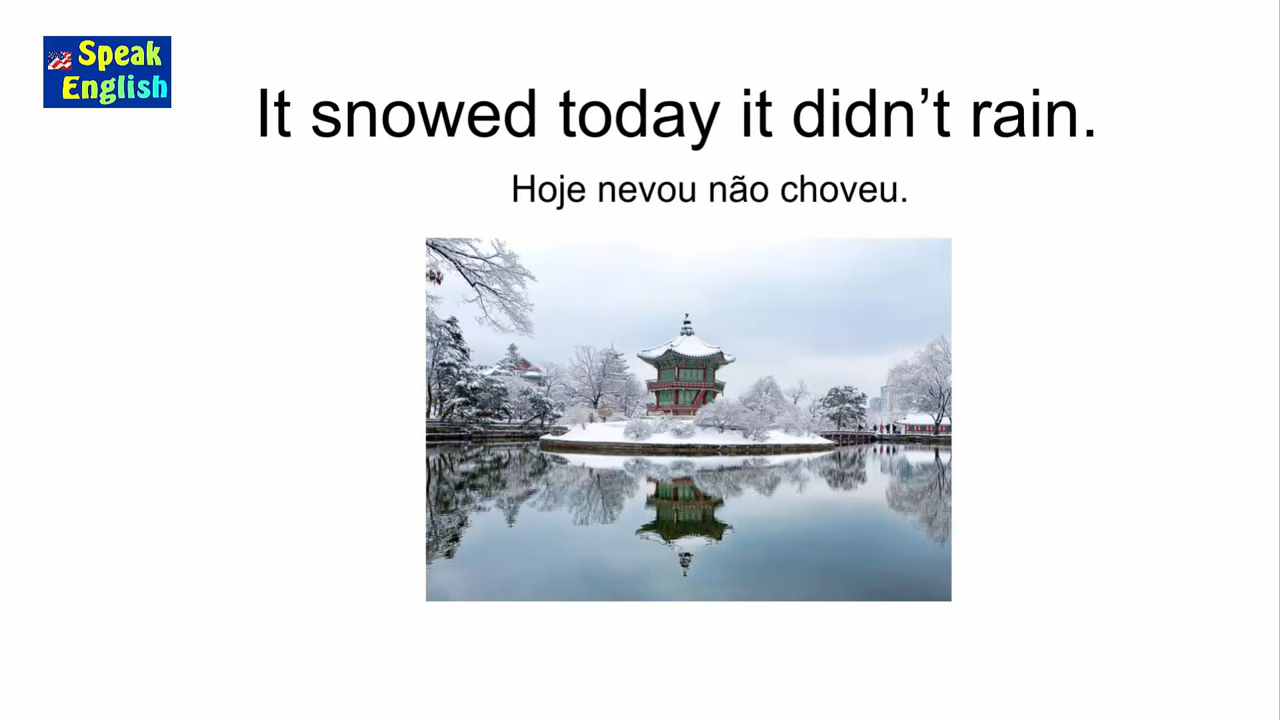 Speak
English
It snowed today it didn’t rain.
Hoje nevou não choveu.